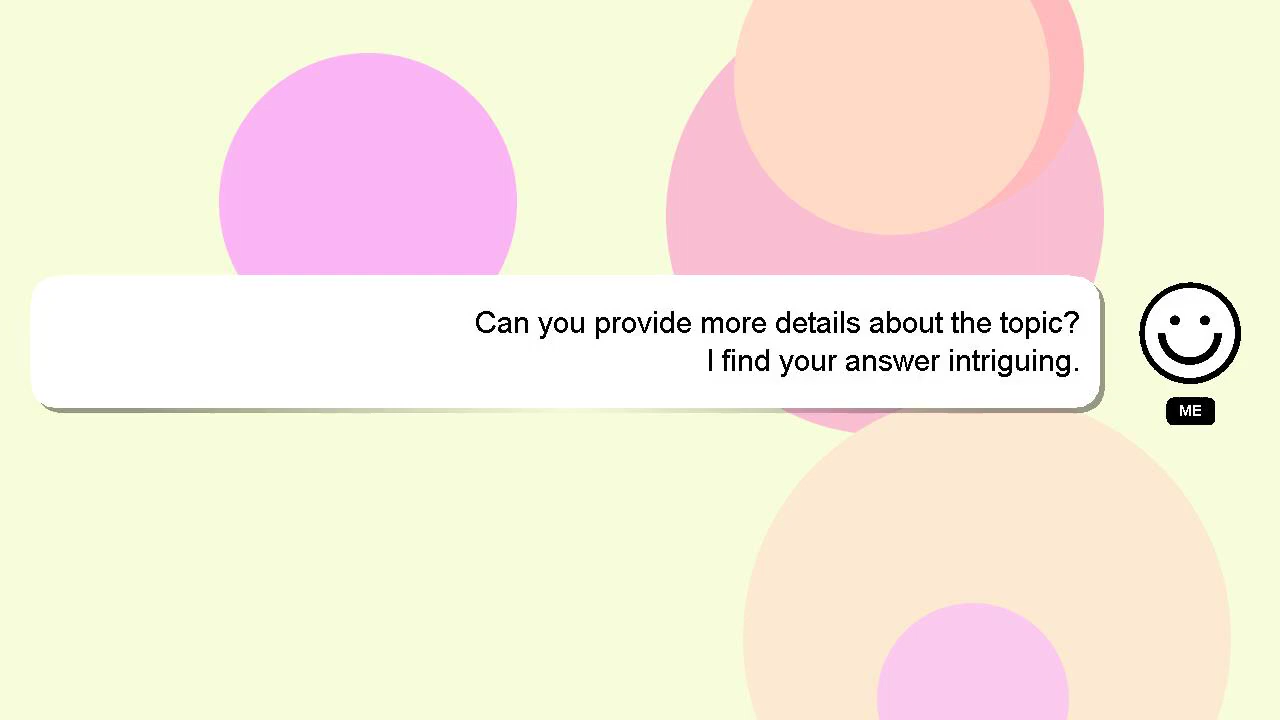 Can you provide more details about the topic?
I find your answer intriguing.
ME